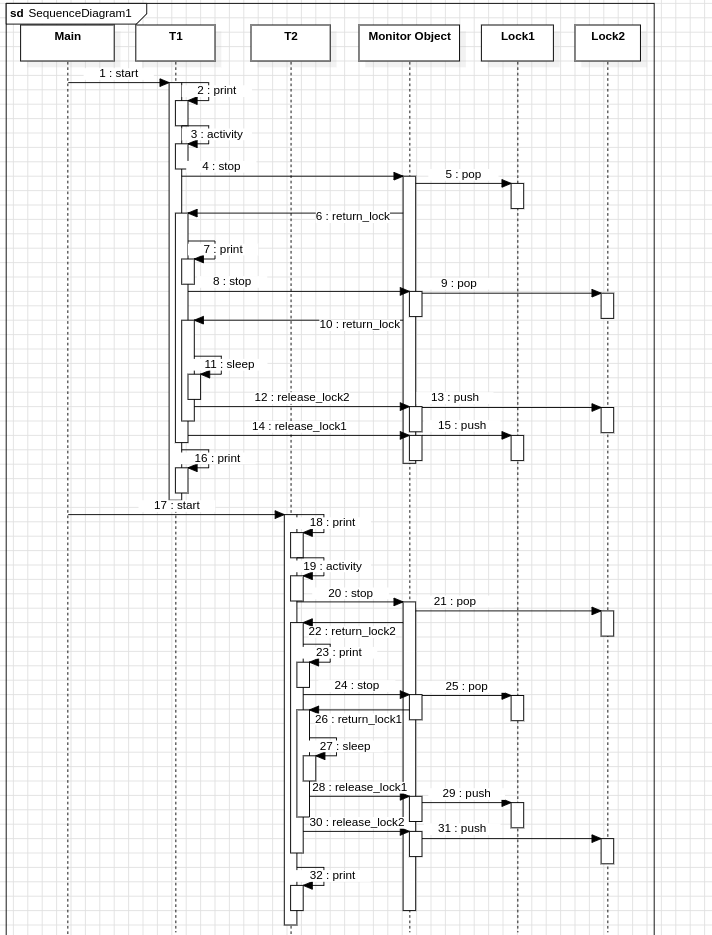 sd SequenceDiagram1
Main
T1
T2
Monitor Object
Lock1
Lock2
1 : start
2 : print
3 : activity
4 : stop
5 : pop
6 : return_lock
7 : print
8 : stop
9 : pop
10 : return_lock
11 : sleep
12 : release_lock2
13 : push
14 : release_lock1
15 : push
16 : print
17 : start
18 : print
19 : activity
20 : stop
21 : pop
22 : return_lock2
23 : print
24 : stop
25 : pop
26 : return_lock1
27 : sleep
28 : release_lock1
29 : push
30 : release_lock2
31 : push
32 : print